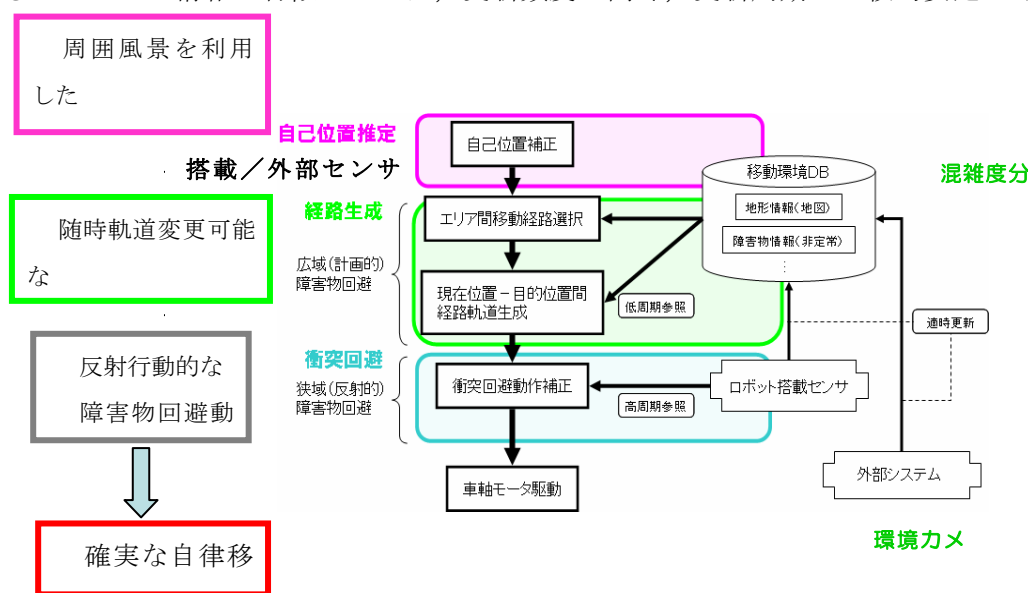 周囲風景を利用
した
自己位置推定
搭載／外部センサ
自己位置補正
移動環境DB
混雑度分
地形情報(地図)
障害物情報(非定常)
⋮
随時軌道変更可能
な
経路生成
エリア間移動経路選択
広域(計画的)
障害物回避
現在位置－目的位置間
経路軌道生成
低周期参照
適時更新
反射行動的な
障害物回避動
衝突回避
狭域(反射的)
障害物回避
衝突回避動作補正
高周期参照
ロボット搭載センサ
車軸モータ駆動
外部システム
確実な自律移
環境カメ